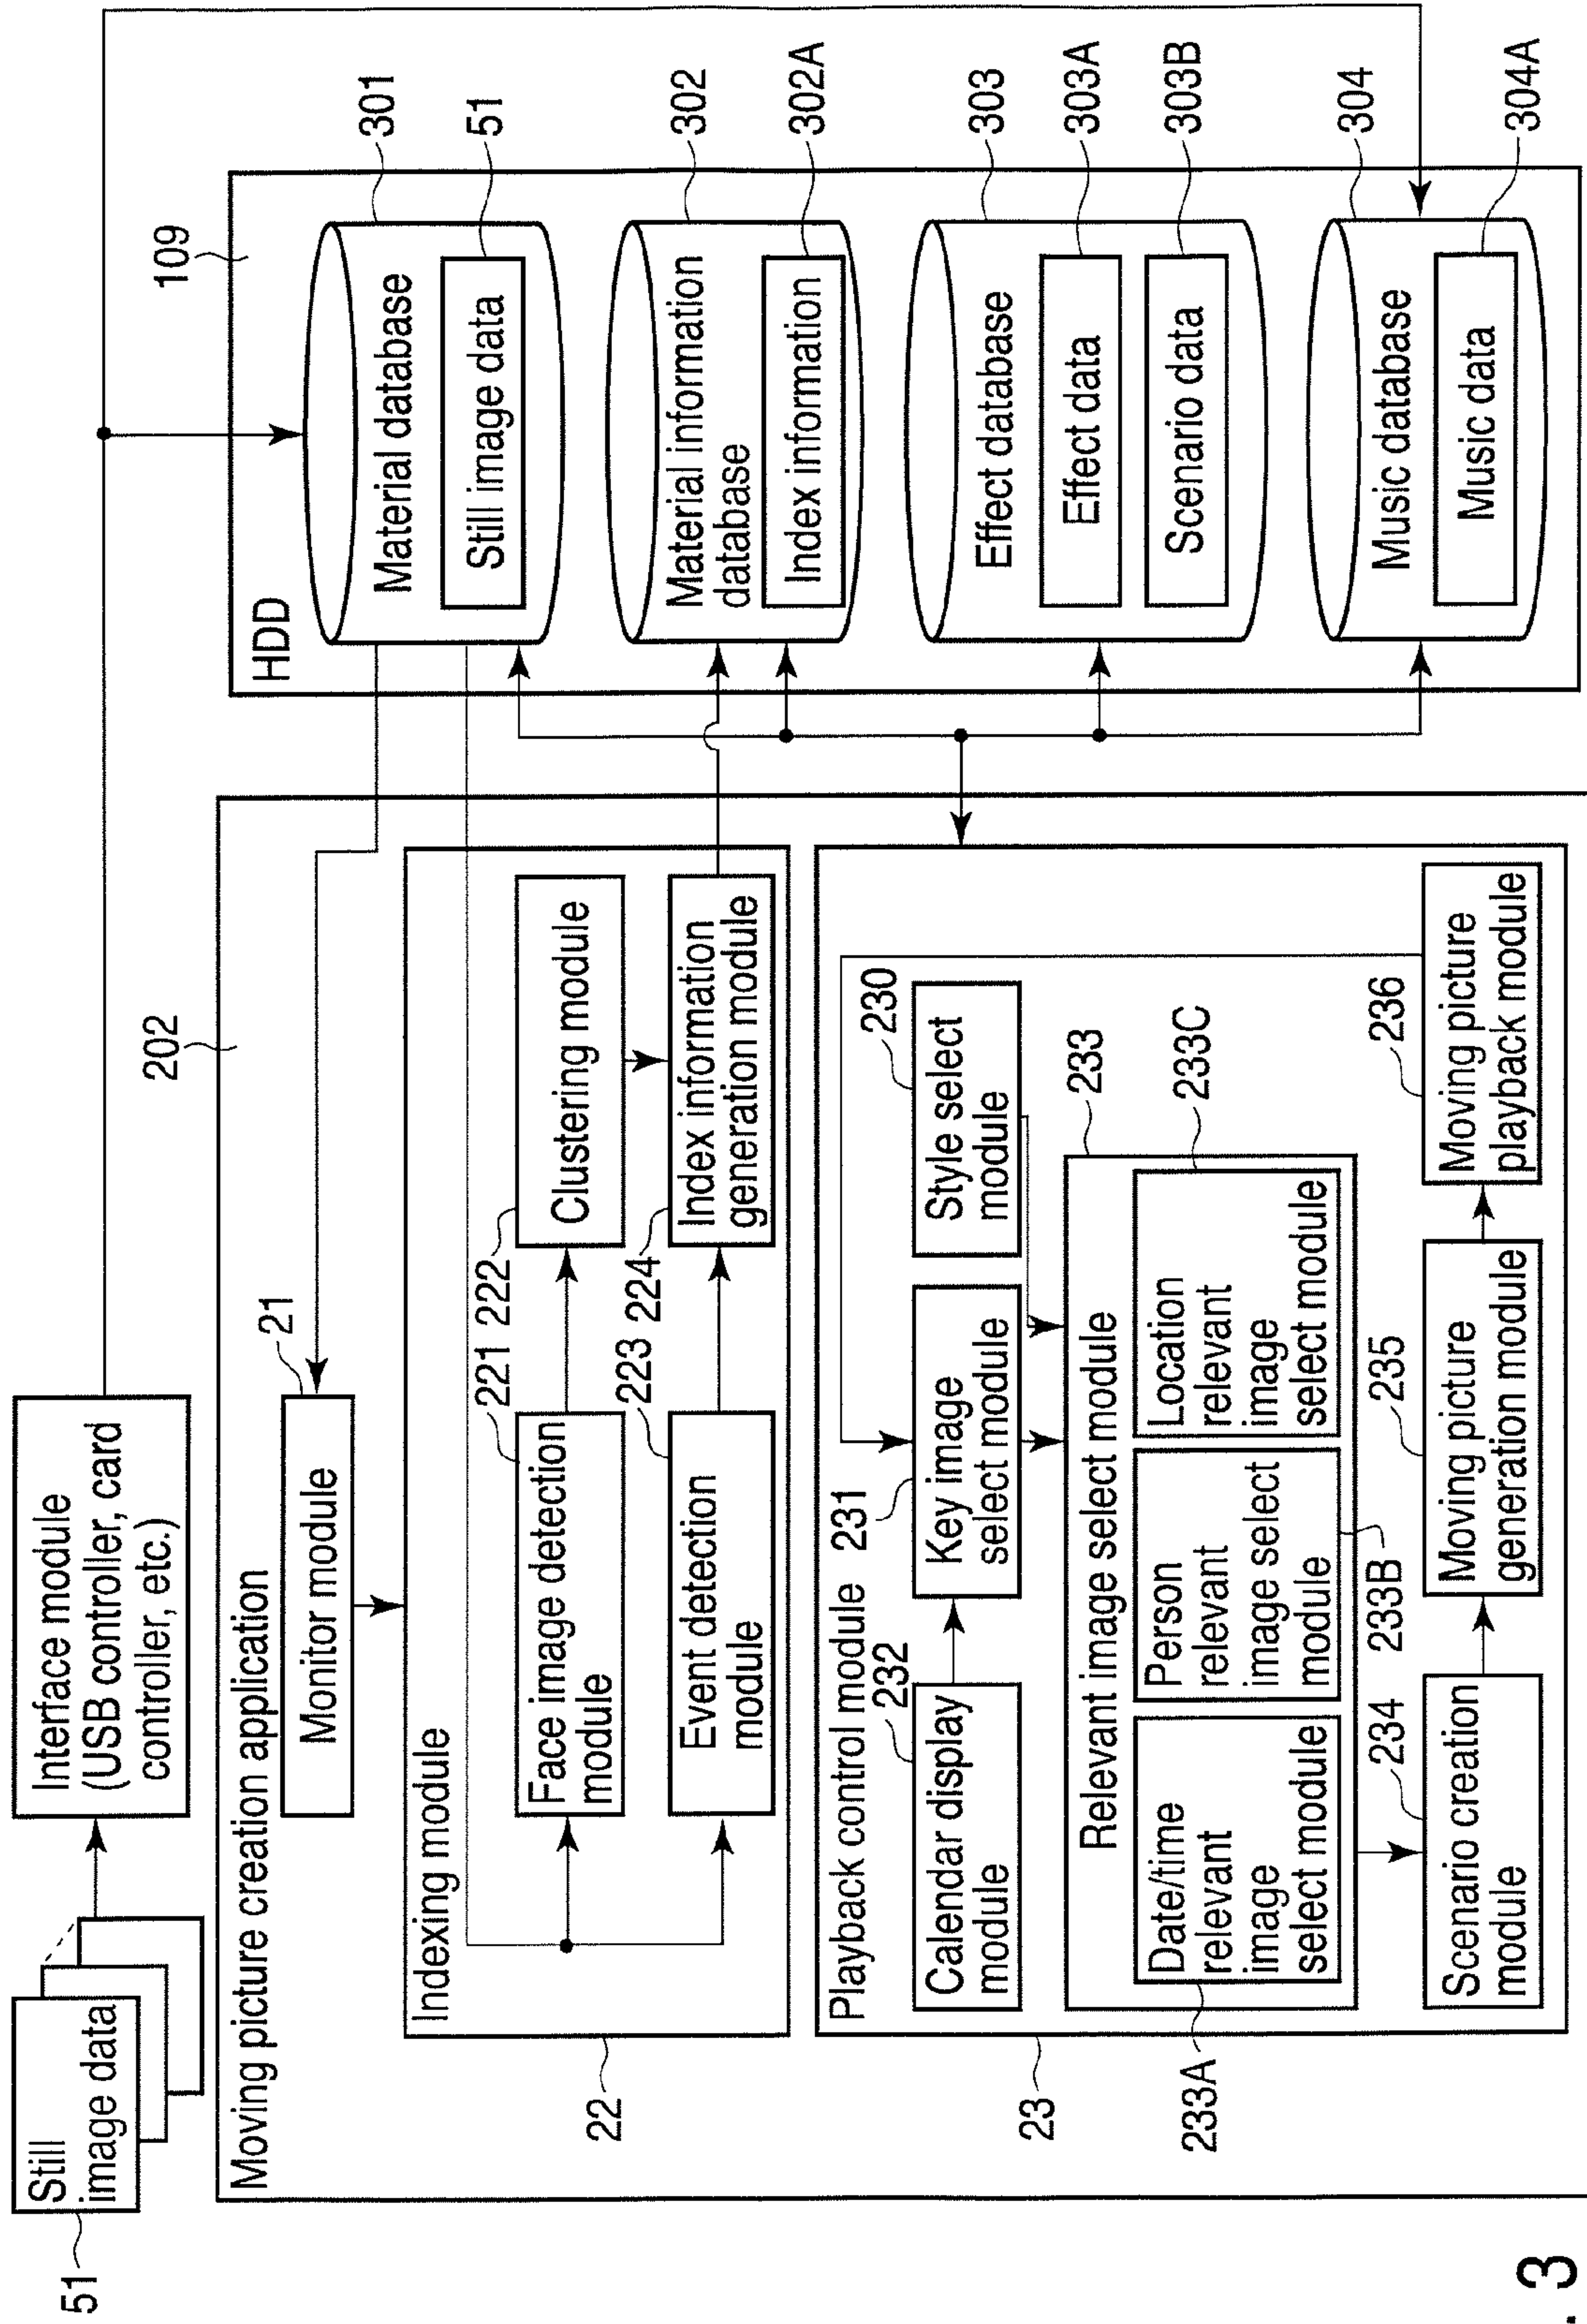 51
Still
image data
Interface module
(USB controller, card
controller, etc.)
202
Moving picture creation application
21
Monitor module
22
Indexing module
221
Face image detection
module
222
Clustering module
223
Event detection
module
224
Index information
generation module
23
Playback control module
232
Calendar display
module
231
Key image
select module
230
Style select
module
233
Relevant image select module
233A
Date/time
relevant
image
select module
233B
Person
relevant
image select
module
233C
Location
relevant
image
select module
234
Scenario creation
module
235
Moving picture
generation module
236
Moving picture
playback module
109
HDD
301
Material database
51
Still image data
302
Material information
database
302A
Index information
303
Effect database
303A
Effect data
303B
Scenario data
304
Music database
304A
Music data
. 3